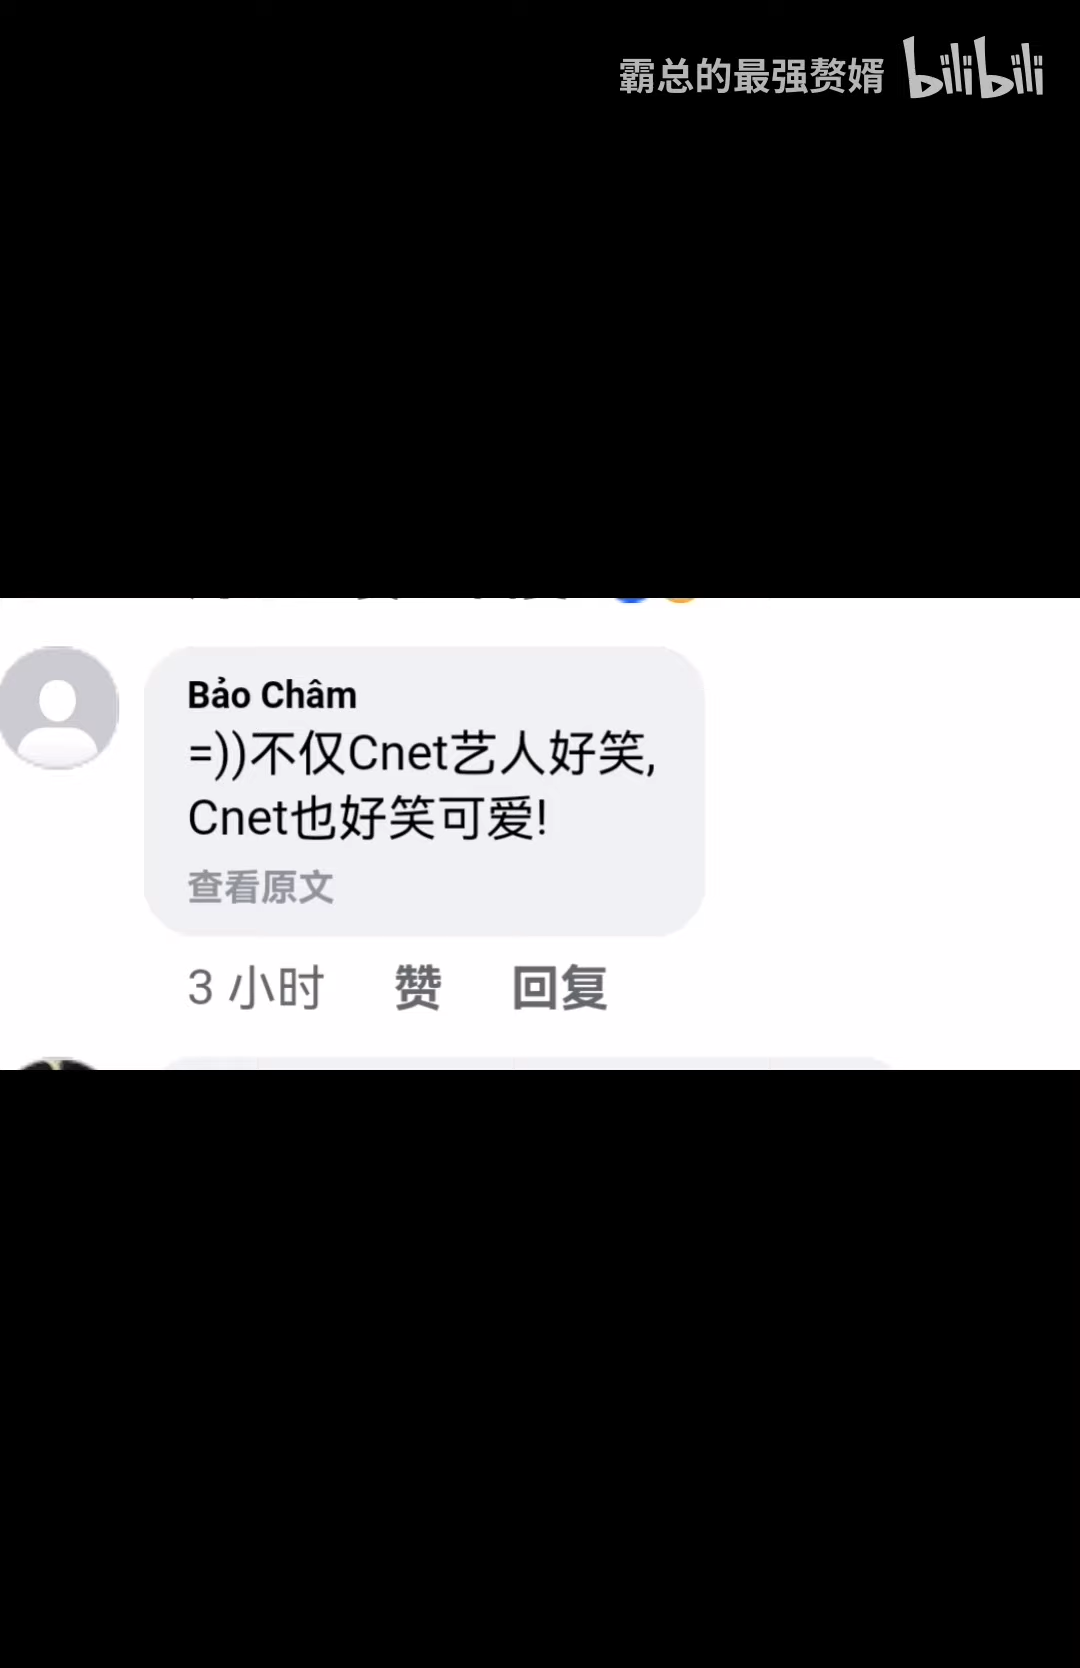 霸总的最强赘婿 bilibili
Bảo Châm
=))不仅Cnet艺人好笑,
Cnet也好笑可爱!
查看原文
3 小时 赞 回复